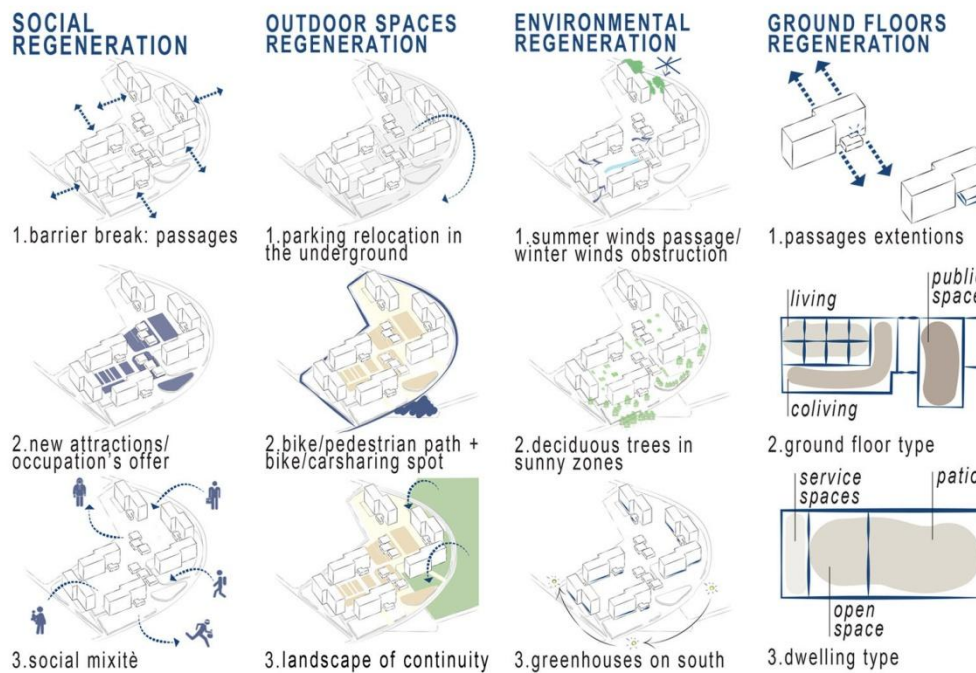 SOCIAL
REGENERATION
1.barrier break: passages
2.new attractions/
occupation's offer
3.social mixitè
OUTDOOR SPACES
REGENERATION
1.parking relocation in
the underground
2.bike/pedestrian path +
bike/carsharing spot
3.landscape of continuity
ENVIRONMENTAL
REGENERATION
1.summer winds passage/
winter winds obstruction
2.deciduous trees in
sunny zones
3.greenhouses on south
GROUND FLOORS
REGENERATION
1.passages extentions
living
public
space
coliving
2.ground floor type
service
spaces
patio
open
space
3.dwelling type